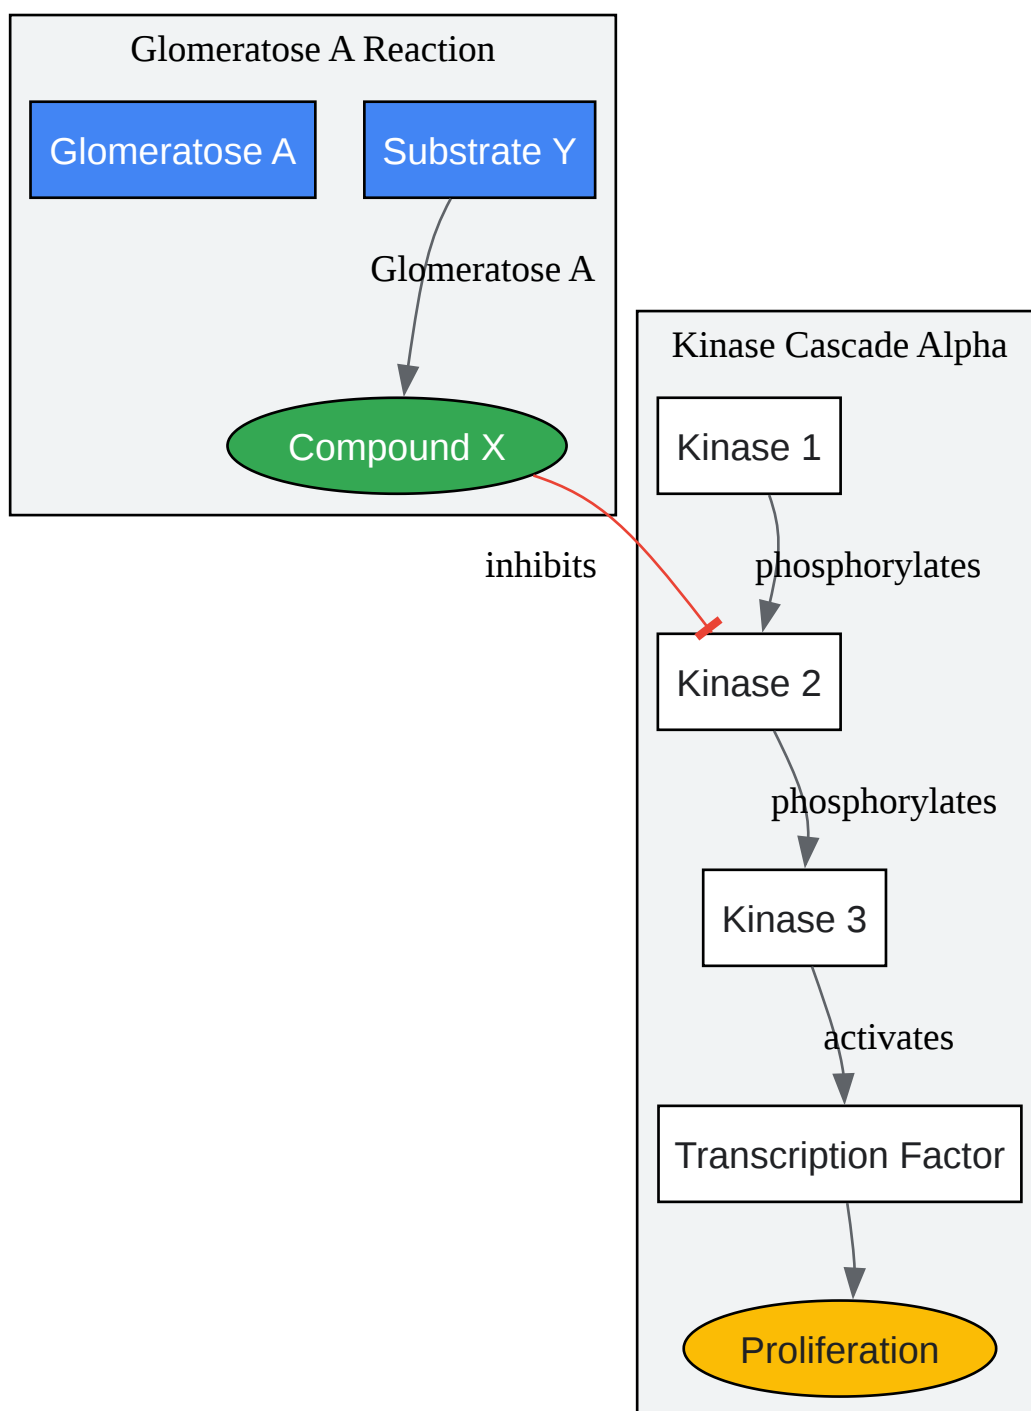 Glomeratose A Reaction
Glomeratose A
Substrate Y
Glomeratose A
Compound X
inhibits
Kinase Cascade Alpha
Kinase 1
phosphorylates
Kinase 2
phosphorylates
Kinase 3
activates
Transcription Factor
Proliferation